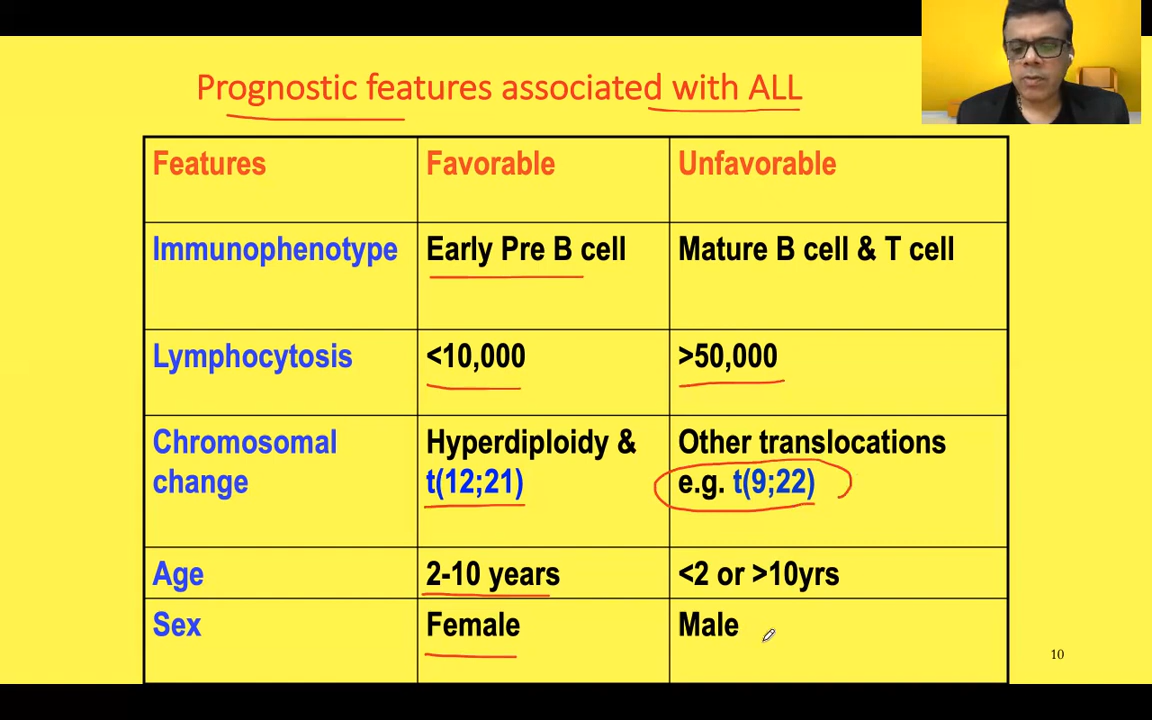 Prognostic features associated with ALL
Features Favorable Unfavorable
Immunophenotype Early Pre B cell Mature B cell & T cell
Lymphocytosis <10,000 >50,000
Chromosomal Hyperdiploidy & Other translocations
change t(12;21) e.g. t(9;22)
Age 2-10 years <2 or >10yrs
Sex Female Male
10